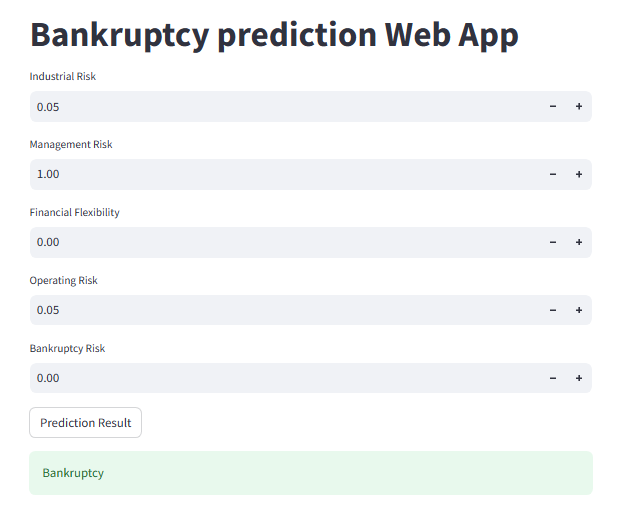 Bankruptcy prediction Web App
Industrial Risk
0.05 − +
Management Risk
1.00 − +
Financial Flexibility
0.00 − +
Operating Risk
0.05 − +
Bankruptcy Risk
0.00 − +
Prediction Result
Bankruptcy